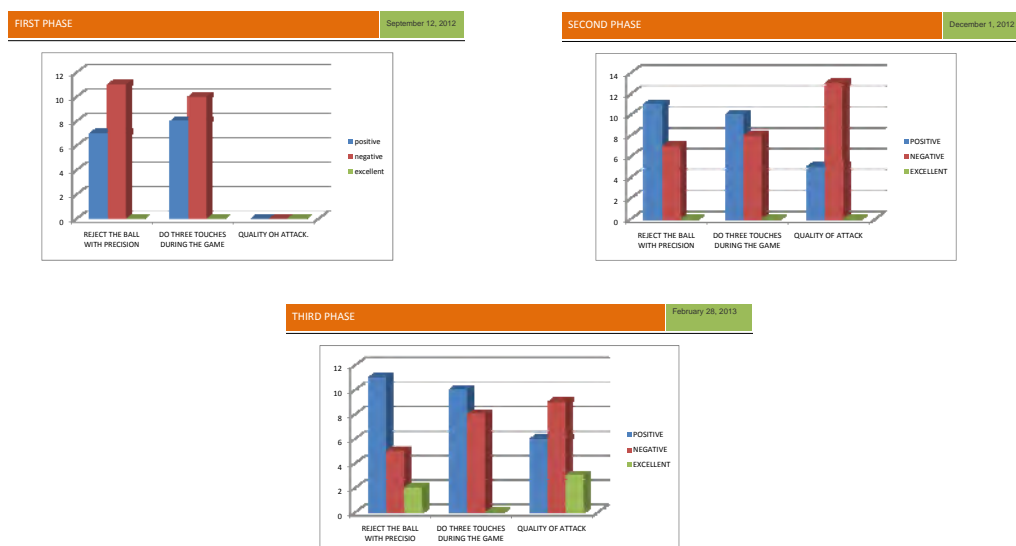 FIRST PHASE
September 12, 2012
12
10
8
6
4
2
0
REJECT THE BALL
WITH PRECISION
DO THREE TOUCHES
DURING THE GAME
QUALITY OH ATTACK.
positive
negative
excellent
SECOND PHASE
December 1, 2012
14
12
10
8
6
4
2
0
REJECT THE BALL
WITH PRECISION
DO THREE TOUCHES
DURING THE GAME
QUALITY OF ATTACK
POSITIVE
NEGATIVE
EXCELLENT
THIRD PHASE
February 28, 2013
12
10
8
6
4
2
0
REJECT THE BALL
WITH PRECISIO
DO THREE TOUCHES
DURING THE GAME
QUALITY OF ATTACK
POSITIVE
NEGATIVE
EXCELLENT